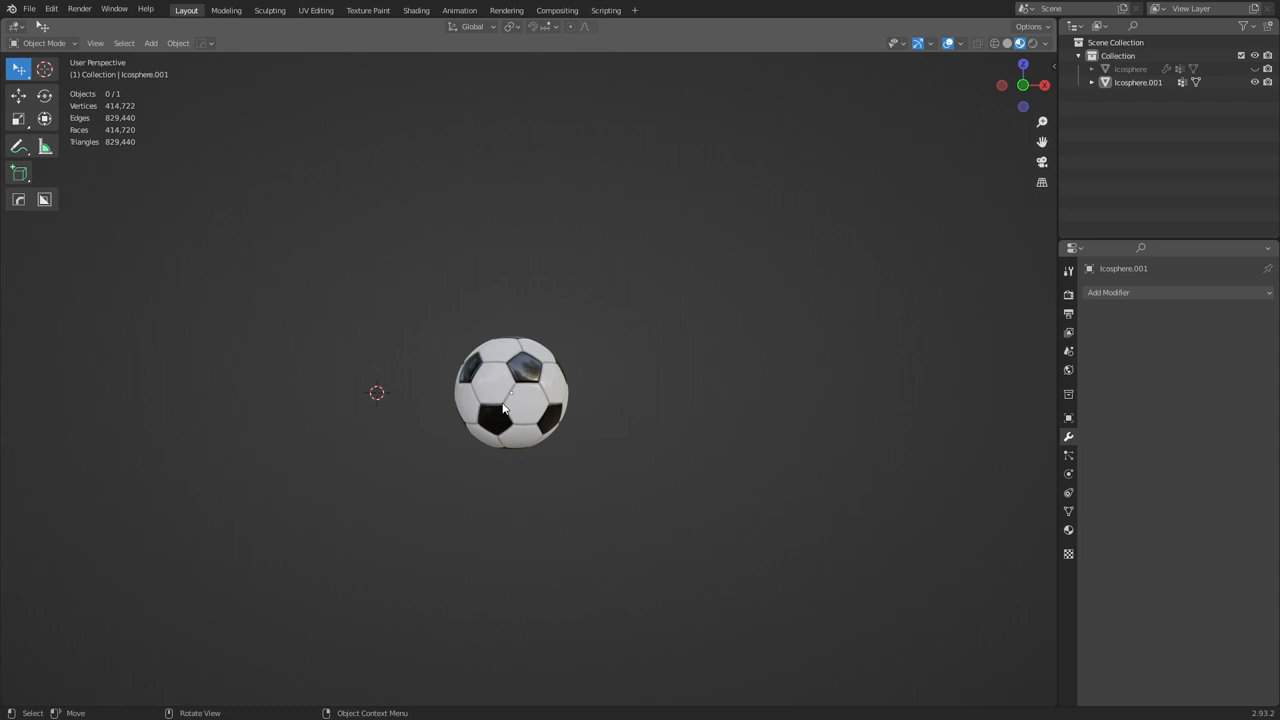 File Edit Render Window Help Layout Modeling Sculpting UV Editing Texture Paint Shading Animation Rendering Compositing Scripting + Scene View Layer
Global Options
Object Mode View Select Add Object
User Perspective
(1) Collection | Icosphere.001
Objects 0 / 1
Vertices 414,722
Edges 829,440
Faces 414,720
Triangles 829,440
Z
X
Scene Collection
Collection
Icosphere
Icosphere.001
Icosphere.001
Add Modifier
Select Move Rotate View Object Context Menu 2.93.2